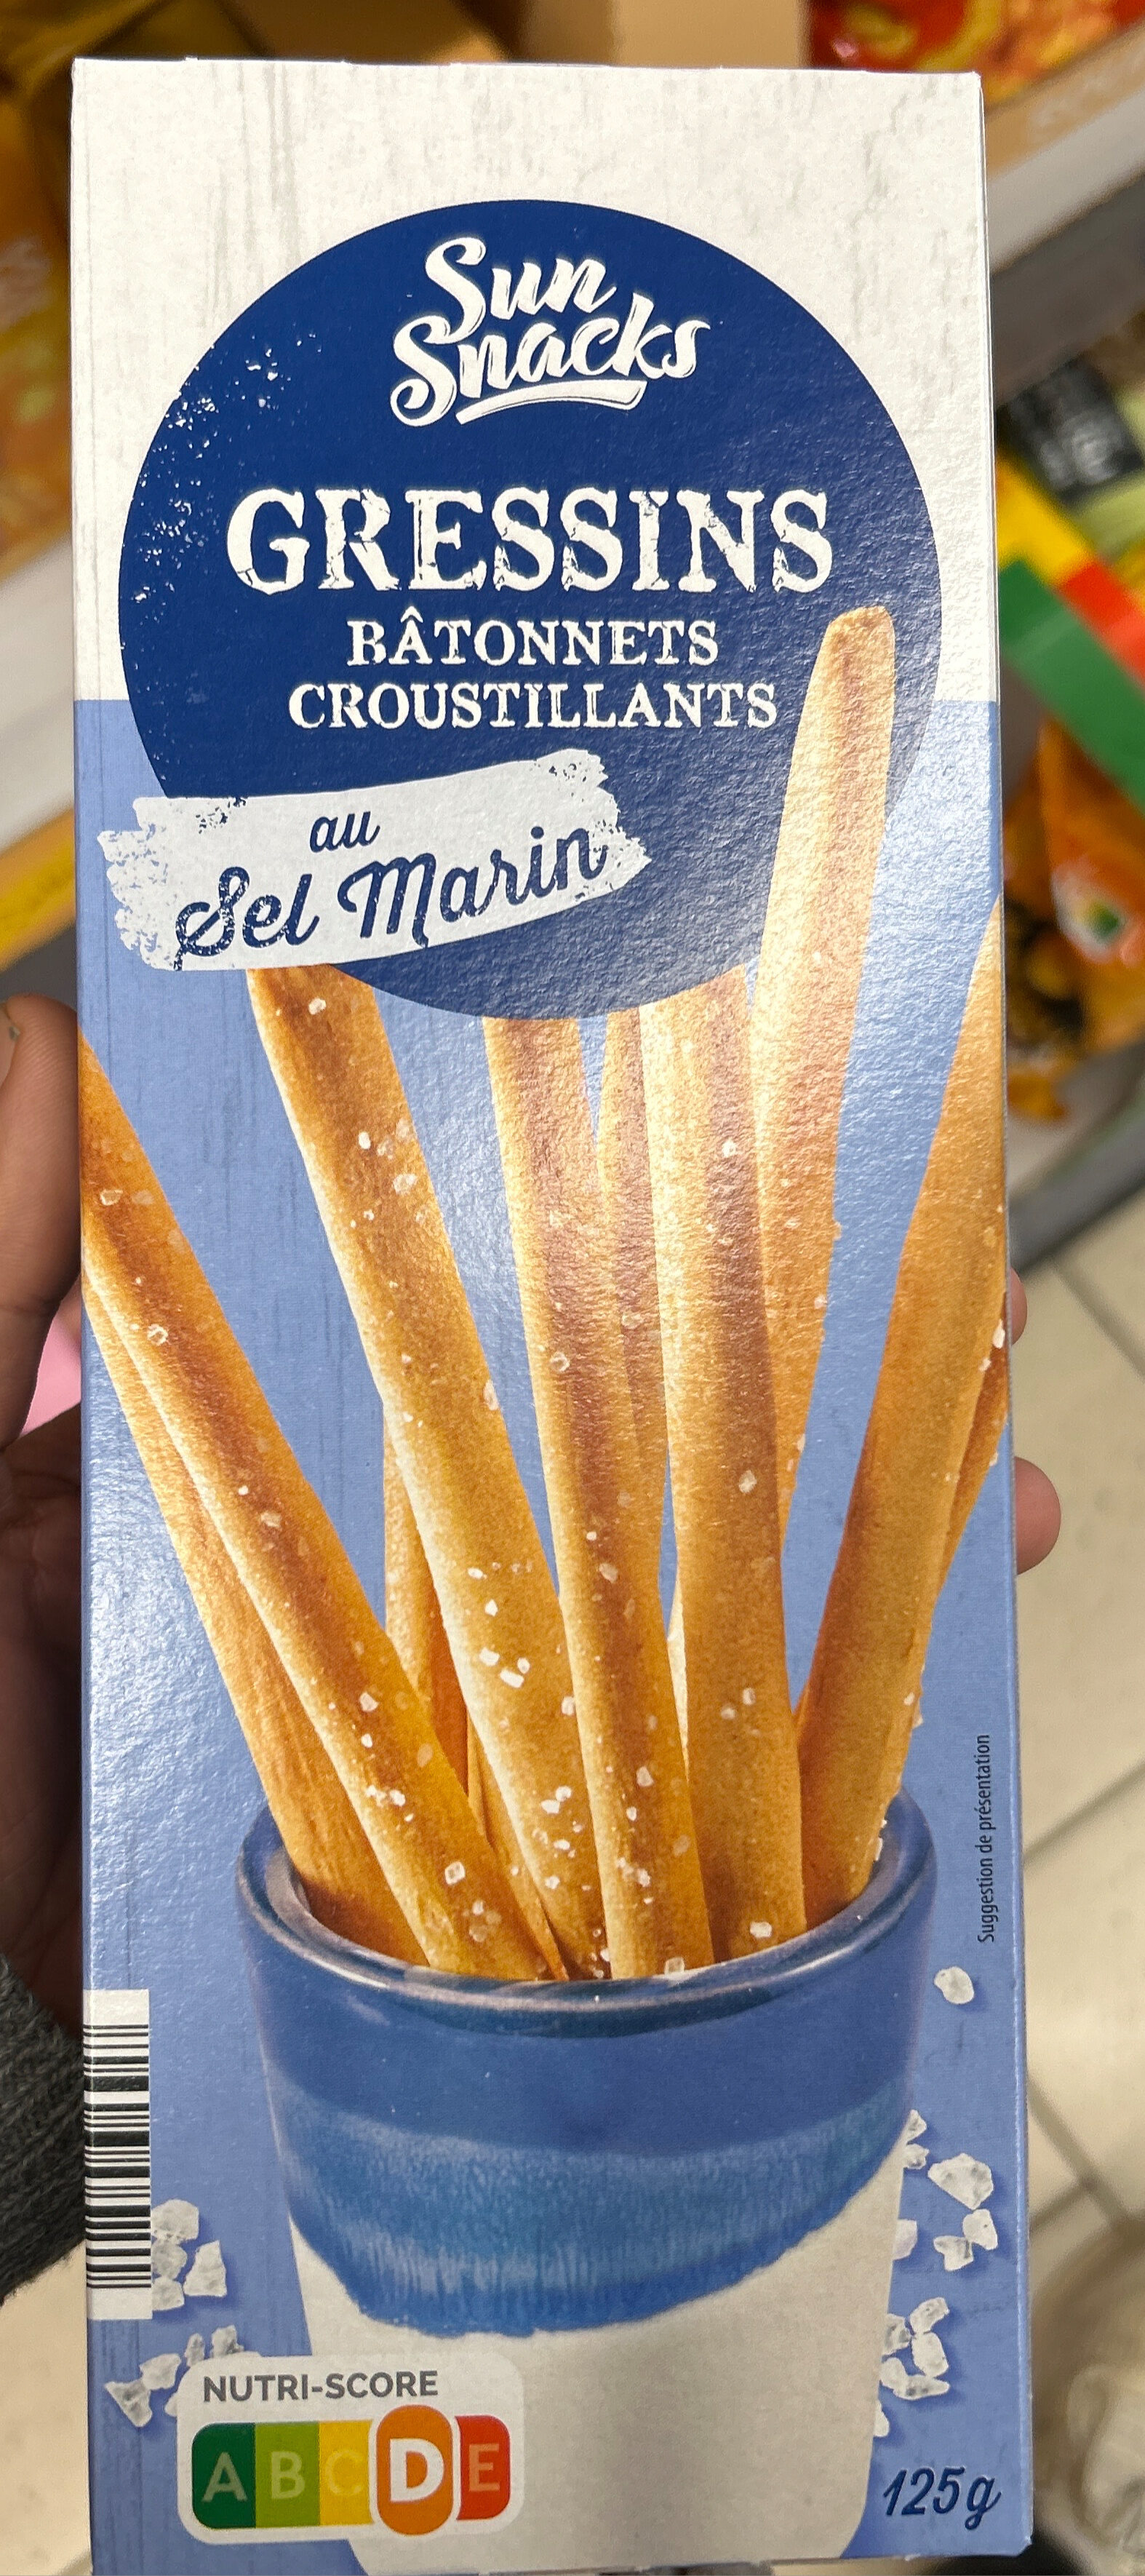 Sun
Snacks
GRESSINS
BÂTONNETS
CROUSTILLANTS
au
Sel Marin
Suggestion de présentation
NUTRI-SCORE
A B C D E
125g